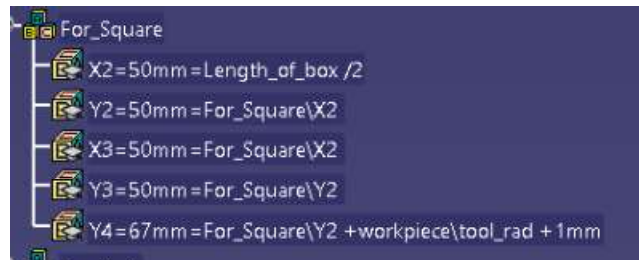 For_Square
X2=50mm=Length_of_box /2
Y2=50mm=For_Square\X2
X3=50mm=For_Square\X2
Y3=50mm=For_Square\Y2
Y4=67mm=For_Square\Y2 +workpiece\tool_rad +1mm